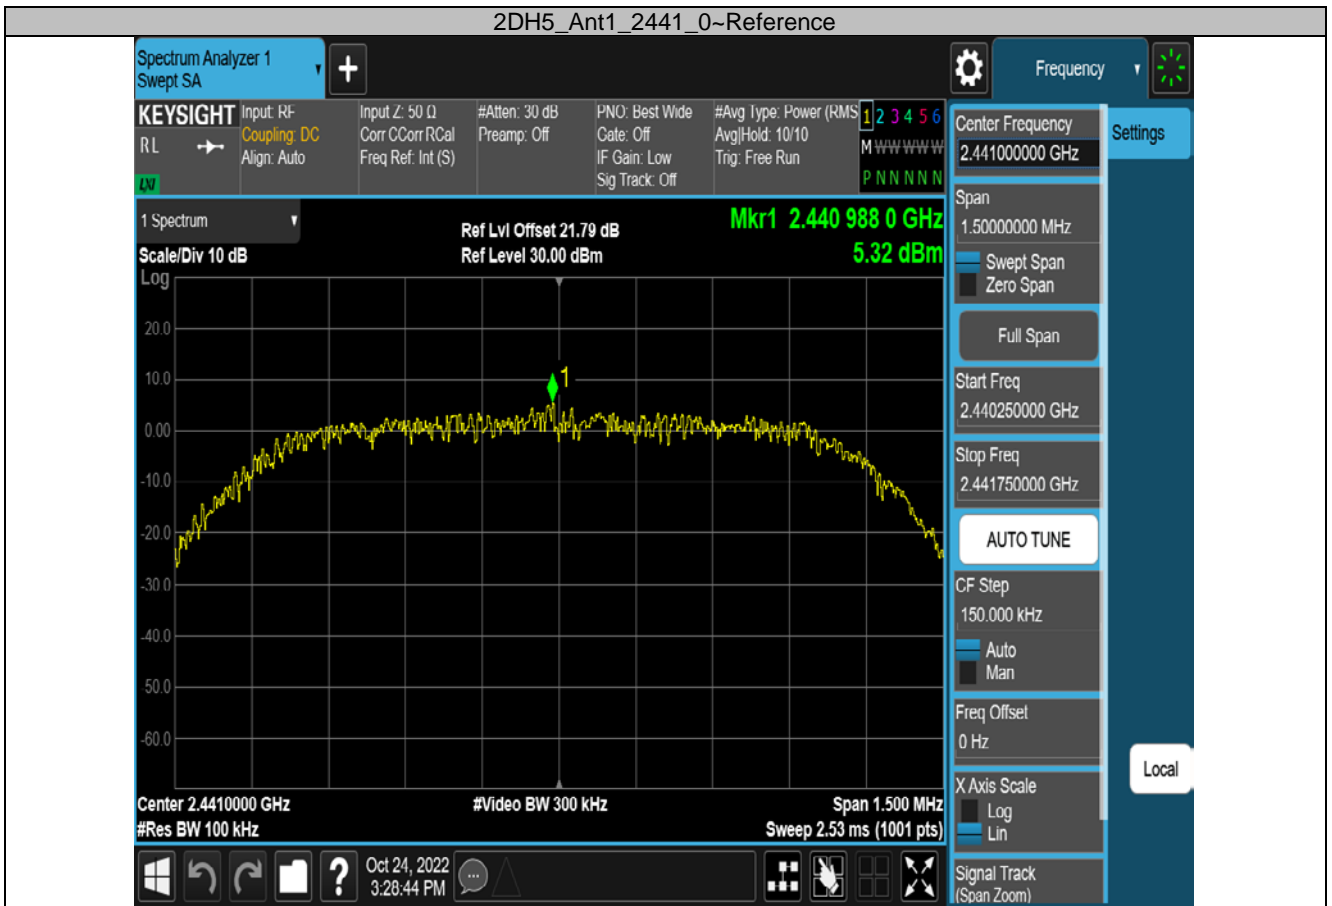 2DH5_Ant1_2441_0~Reference
Spectrum Analyzer 1
Swept SA
+
Frequency
KEYSIGHT
RL
LXI
Input: RF
Coupling: DC
Align: Auto
Input Z: 50 Ω
Corr CCorr RCal
Freq Ref: Int (S)
#Atten: 30 dB
Preamp: Off
PNO: Best Wide
Gate: Off
IF Gain: Low
Sig Track: Off
#Avg Type: Power (RMS
Avg|Hold: 10/10
Trig: Free Run
1 2 3 4 5 6
M W W W W W
P N N N N N
1 Spectrum
Scale/Div 10 dB
Ref Lvl Offset 21.79 dB
Ref Level 30.00 dBm
Mkr1 2.440 988 0 GHz
5.32 dBm
Log
20.0
10.0
0.00
-10.0
-20.0
-30.0
-40.0
-50.0
-60.0
1
Center 2.4410000 GHz
#Res BW 100 kHz
#Video BW 300 kHz
Span 1.500 MHz
Sweep 2.53 ms (1001 pts)
Center Frequency
2.441000000 GHz
Settings
Span
1.50000000 MHz
Swept Span
Zero Span
Full Span
Start Freq
2.440250000 GHz
Stop Freq
2.441750000 GHz
AUTO TUNE
CF Step
150.000 kHz
Auto
Man
Freq Offset
0 Hz
X Axis Scale
Log
Lin
Local
Signal Track
(Span Zoom)
?
Oct 24, 2022
3:28:44 PM